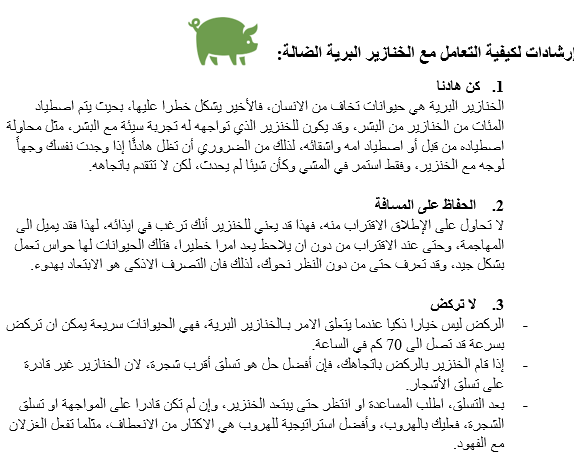 إرشادات لكيفية التعامل مع الخنازير البرية الضالة:
1. كن هادئا
الخنازير البرية هي حيوانات تخاف من الانسان، فالأخير يشكل خطرا عليها، بحيث يتم اصطياد
المئات من الخنازير من البشر، وقد يكون للخنزير الذي تواجهه له تجربة سيئة مع البشر، مثل محاولة
اصطياده من قبل أو اصطياد امه واشقائه، لذلك من الضروري أن تظل هادئًا إذا وجدت نفسك وجهاً
لوجه مع الخنزير، وفقط استمر في المشي وكأن شيئا لم يحدث، لكن لا تتقدم باتجاهه.
2. الحفاظ على المسافة
لا تحاول على الإطلاق الاقتراب منه، فهذا قد يعني للخنزير أنك ترغب في ايذائه، لهذا فقد يميل الى
المهاجمة، وحتى عند الاقتراب من دون ان يلاحظ يعد امرا خطيرا، فتلك الحيوانات لها حواس تعمل
بشكل جيد، وقد تعرف حتى من دون النظر نحوك، لذلك فان التصرف الاذكى هو الابتعاد بهدوء.
3. لا تركض
- الركض ليس خيارا ذكيا عندما يتعلق الامر بالخنازير البرية، فهي الحيوانات سريعة يمكن ان تركض
بسرعة قد تصل الى 70 كم في الساعة.
- إذا قام الخنزير بالركض باتجاهك، فإن أفضل حل هو تسلق أقرب شجرة، لان الخنازير غير قادرة
على تسلق الأشجار.
- بعد التسلق، اطلب المساعدة او انتظر حتى يبتعد الخنزير، وإن لم تكن قادرا على المواجهة او تسلق
الشجرة، فعليك بالهروب، وأفضل استراتيجية للهروب هي الاكثار من الانعطاف، مثلما تفعل الغزلان
مع الفهود.